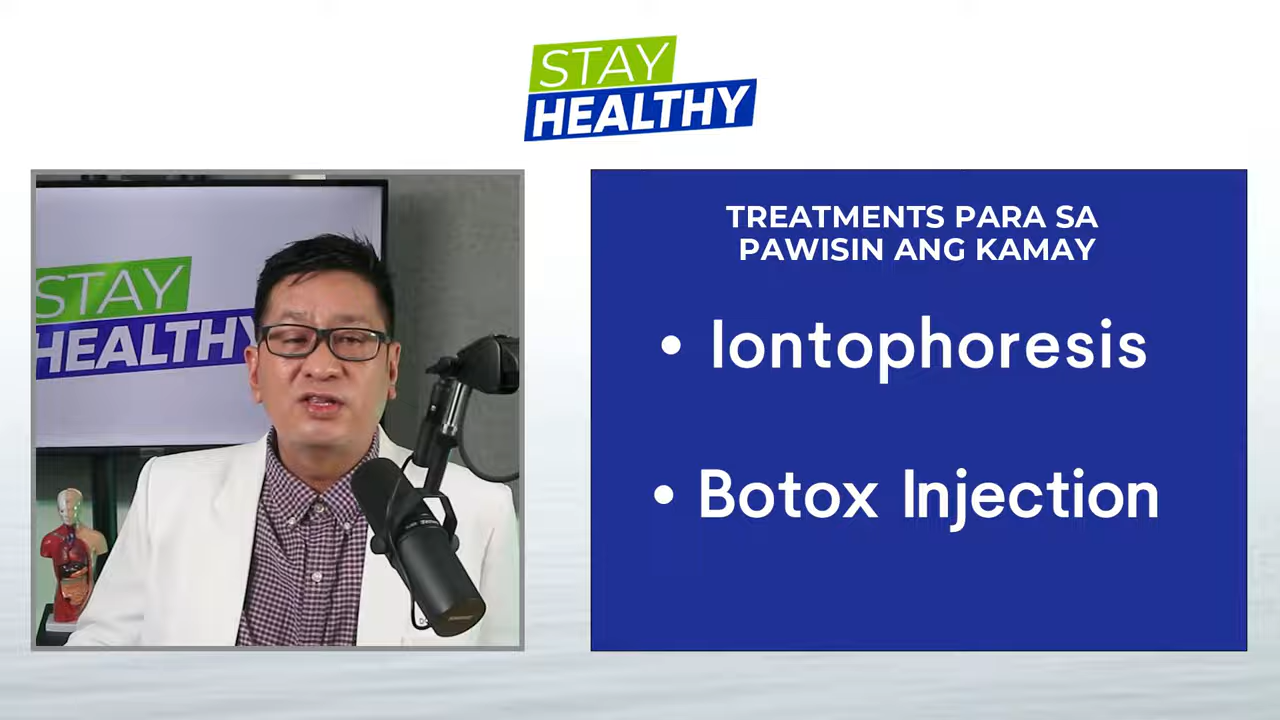 STAY
HEALTHY
STAY
HEALTHY
TREATMENTS PARA SA
PAWISIN ANG KAMAY
• Iontophoresis
• Botox Injection